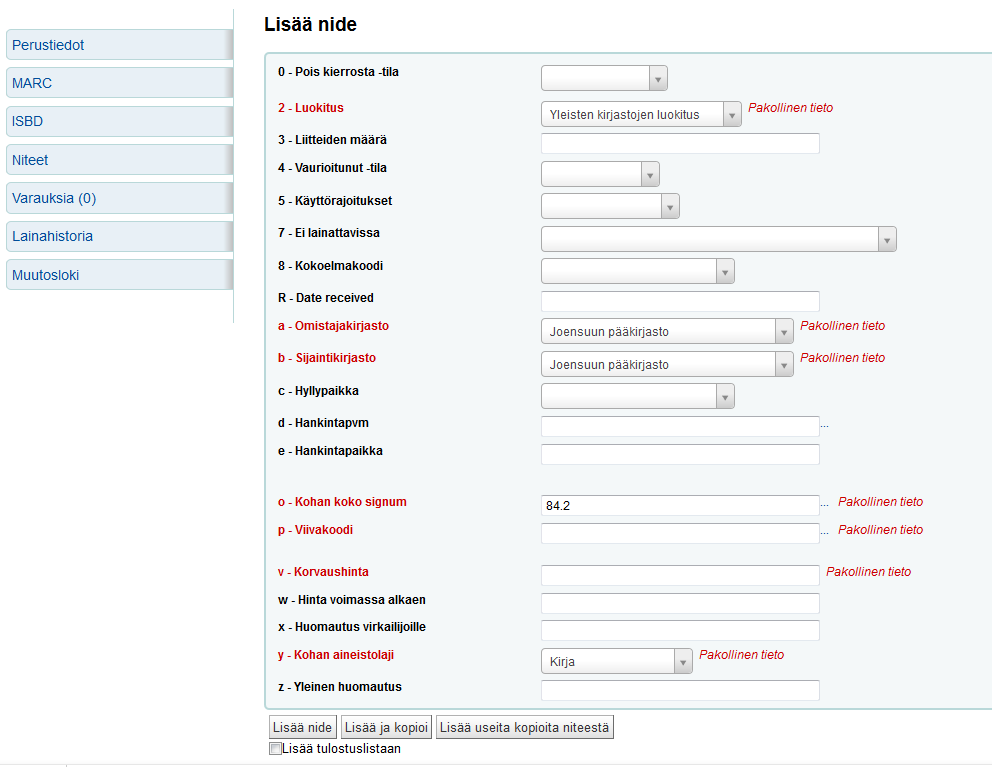 Lisää nide
Perustiedot
MARC
ISBD
Niteet
Varauksia (0)
Lainahistoria
Muutosloki
0 - Pois kierrosta -tila
2 - Luokitus Yleisten kirjastojen luokitus Pakollinen tieto
3 - Liitteiden määrä
4 - Vaurioitunut -tila
5 - Käyttörajoitukset
7 - Ei lainattavissa
8 - Kokoelmakoodi
R - Date received
a - Omistajakirjasto Joensuun pääkirjasto Pakollinen tieto
b - Sijaintikirjasto Joensuun pääkirjasto Pakollinen tieto
c - Hyllypaikka
d - Hankintapvm ...
e - Hankintapaikka
o - Kohan koko signum 84.2 ... Pakollinen tieto
p - Viivakoodi ... Pakollinen tieto
v - Korvaushinta Pakollinen tieto
w - Hinta voimassa alkaen
x - Huomautus virkailijoille
y - Kohan aineistolaji Kirja Pakollinen tieto
z - Yleinen huomautus
Lisää nide Lisää ja kopioi Lisää useita kopioita niteestä
Lisää tulostuslistaan